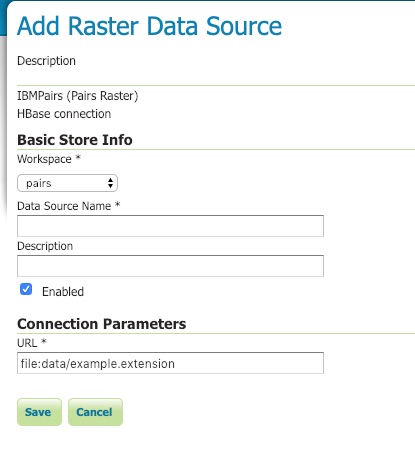 Add Raster Data Source
Description
IBMPairs (Pairs Raster)
HBase connection
Basic Store Info
Workspace *
pairs
Data Source Name *
Description
Enabled
Connection Parameters
URL *
file:data/example.extension
Save Cancel